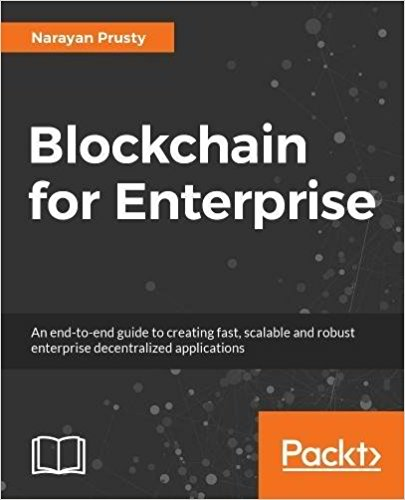 Narayan Prusty
Blockchain
for Enterprise
An end-to-end guide to creating fast, scalable and robust
enterprise decentralized applications
Packt>